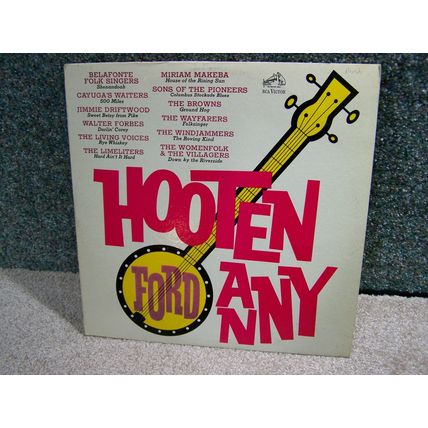 BELAFONTE
FOLK SINGERS
Shenandoah
CAYUGA'S WAITERS
500 Miles
JIMMIE DRIFTWOOD
Sweet Betsy from Pike
WALTER FORBES
Darlin' Corey
THE LIVING VOICES
Rye Whiskey
THE LIMELITERS
Hard Ain't It Hard
MIRIAM MAKEBA
House of the Rising Sun
SONS OF THE PIONEERS
Columbus Stockade Blues
THE BROWNS
Ground Hog
THE WAYFARERS
Folksinger
THE WINDJAMMERS
The Roving Kind
THE WOMENFOLK
& THE VILLAGERS
Down by the Riverside
RCA VICTOR
HOOTEN
ANNY
FORD